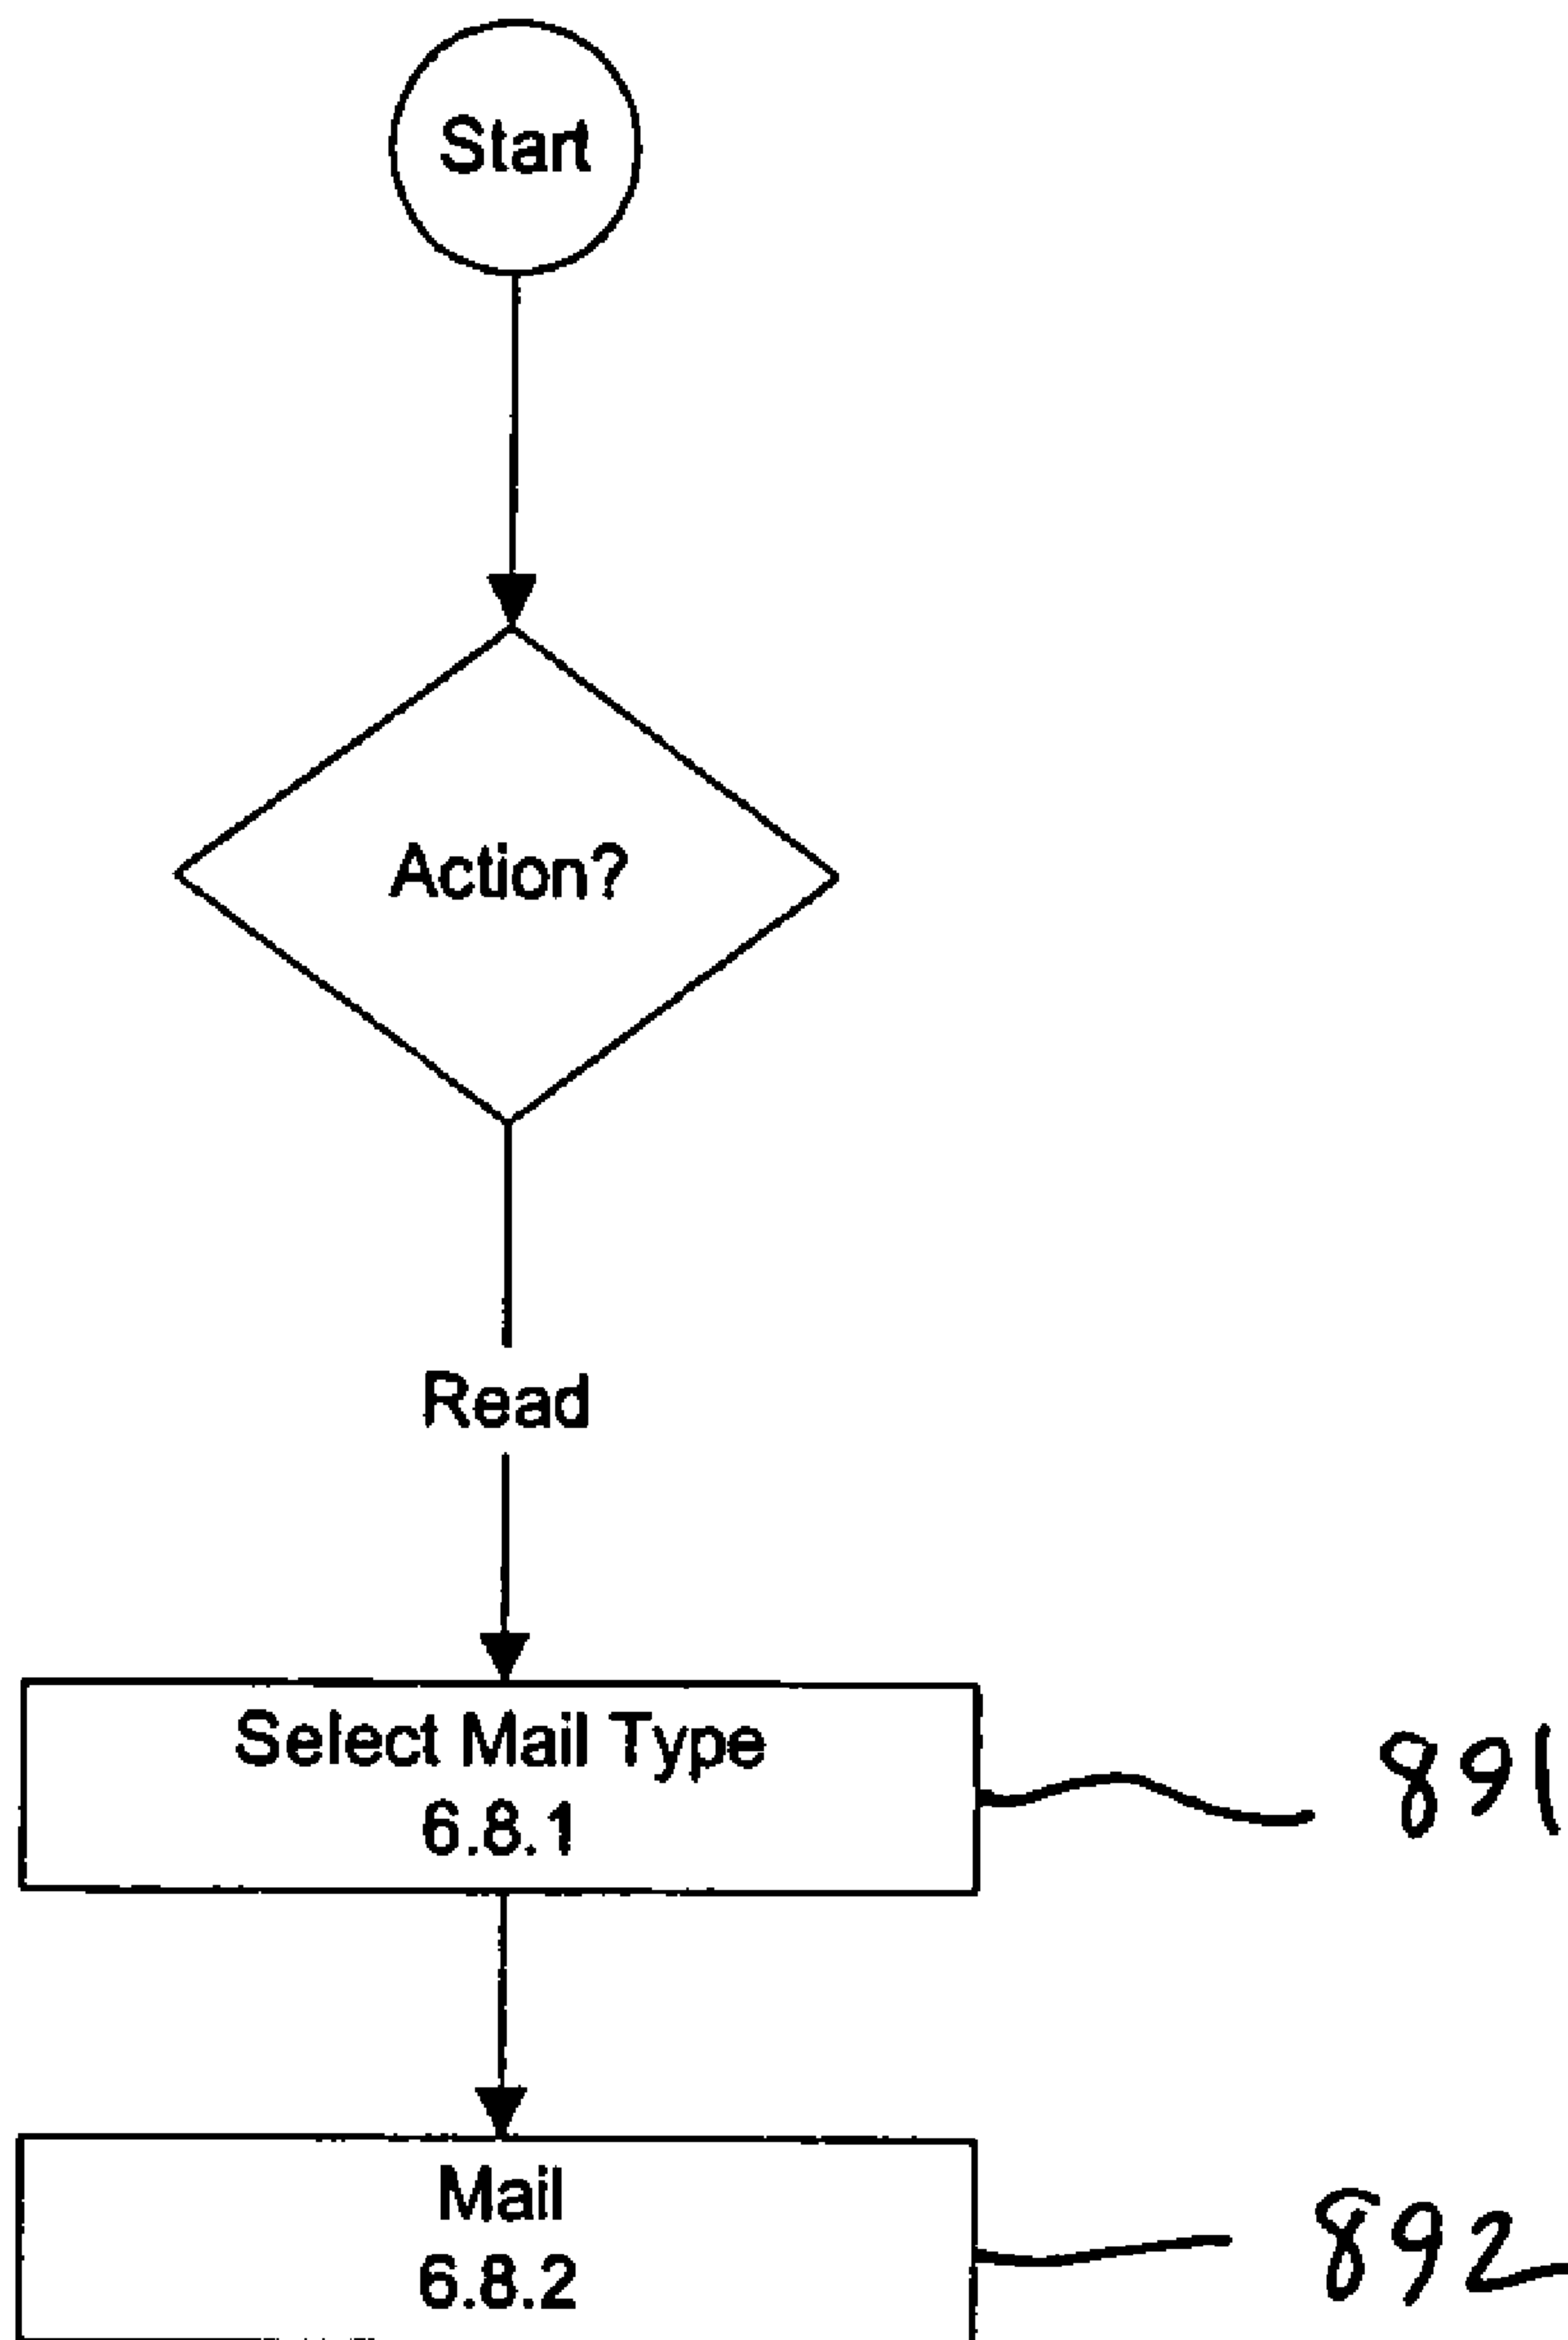 Start
Action?
Read
Select Mail Type
6.8.1
891
Mail
6.8.2
892